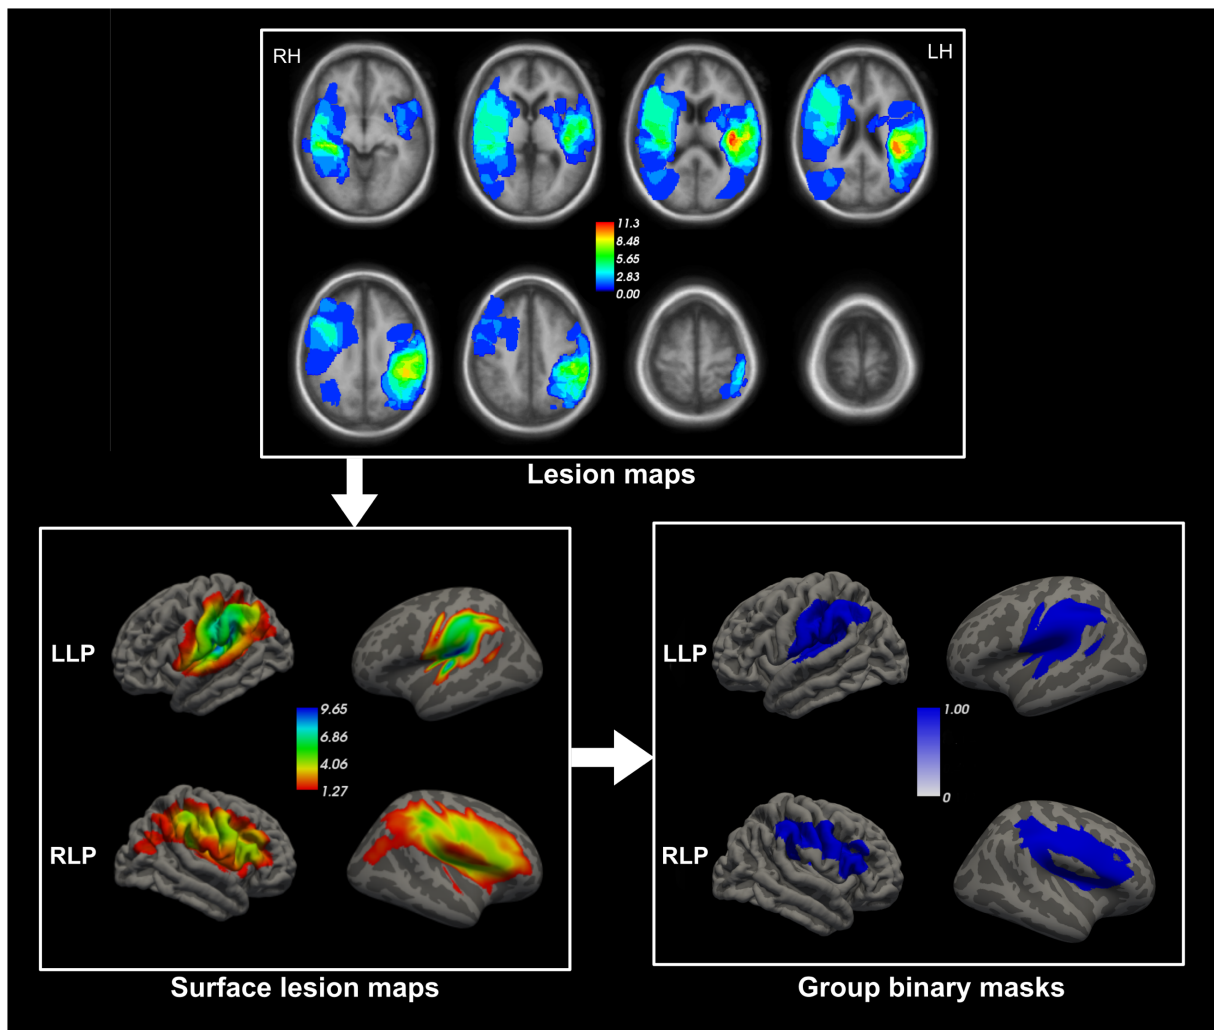 RH
LH
11.3
8.48
5.65
2.83
0.00
Lesion maps
LLP
9.65
6.86
4.06
1.27
RLP
Surface lesion maps
LLP
1.00
0
RLP
Group binary masks